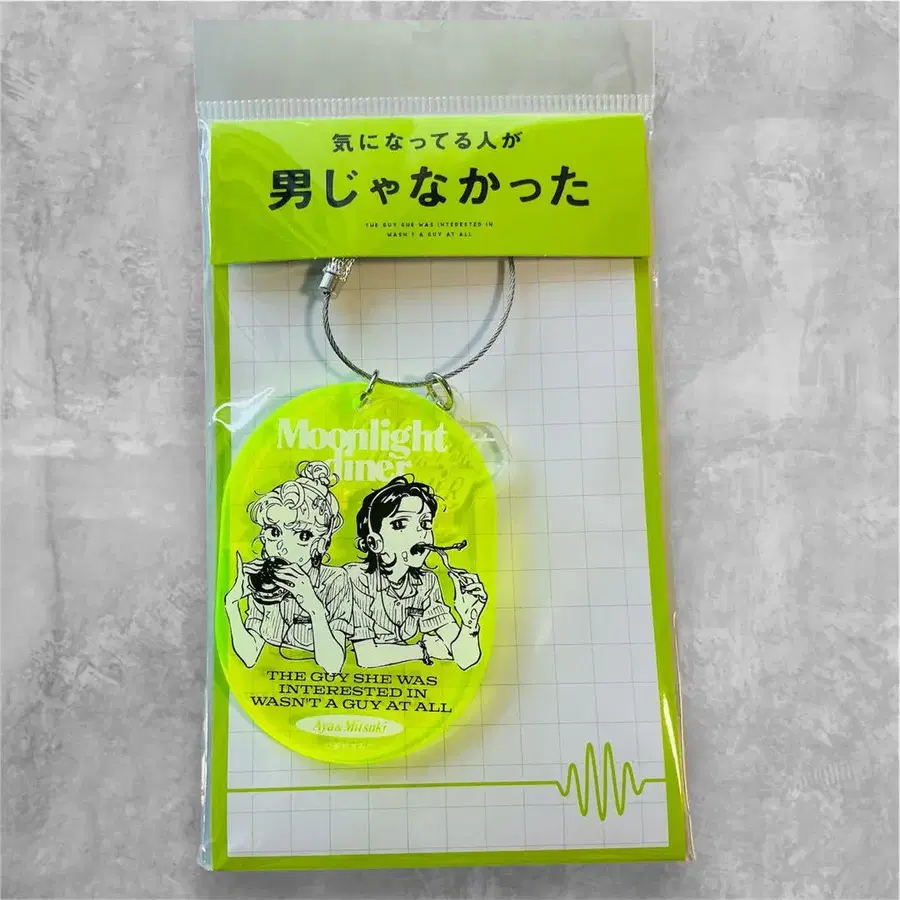 気になってる人が
男じゃなかった
THE GUY SHE WAS INTERESTED IN
WASN'T A GUY AT ALL
Moonlight
diner
THE GUY SHE WAS
INTERESTED IN
WASN'T A GUY AT ALL
Aya & Mitsuki